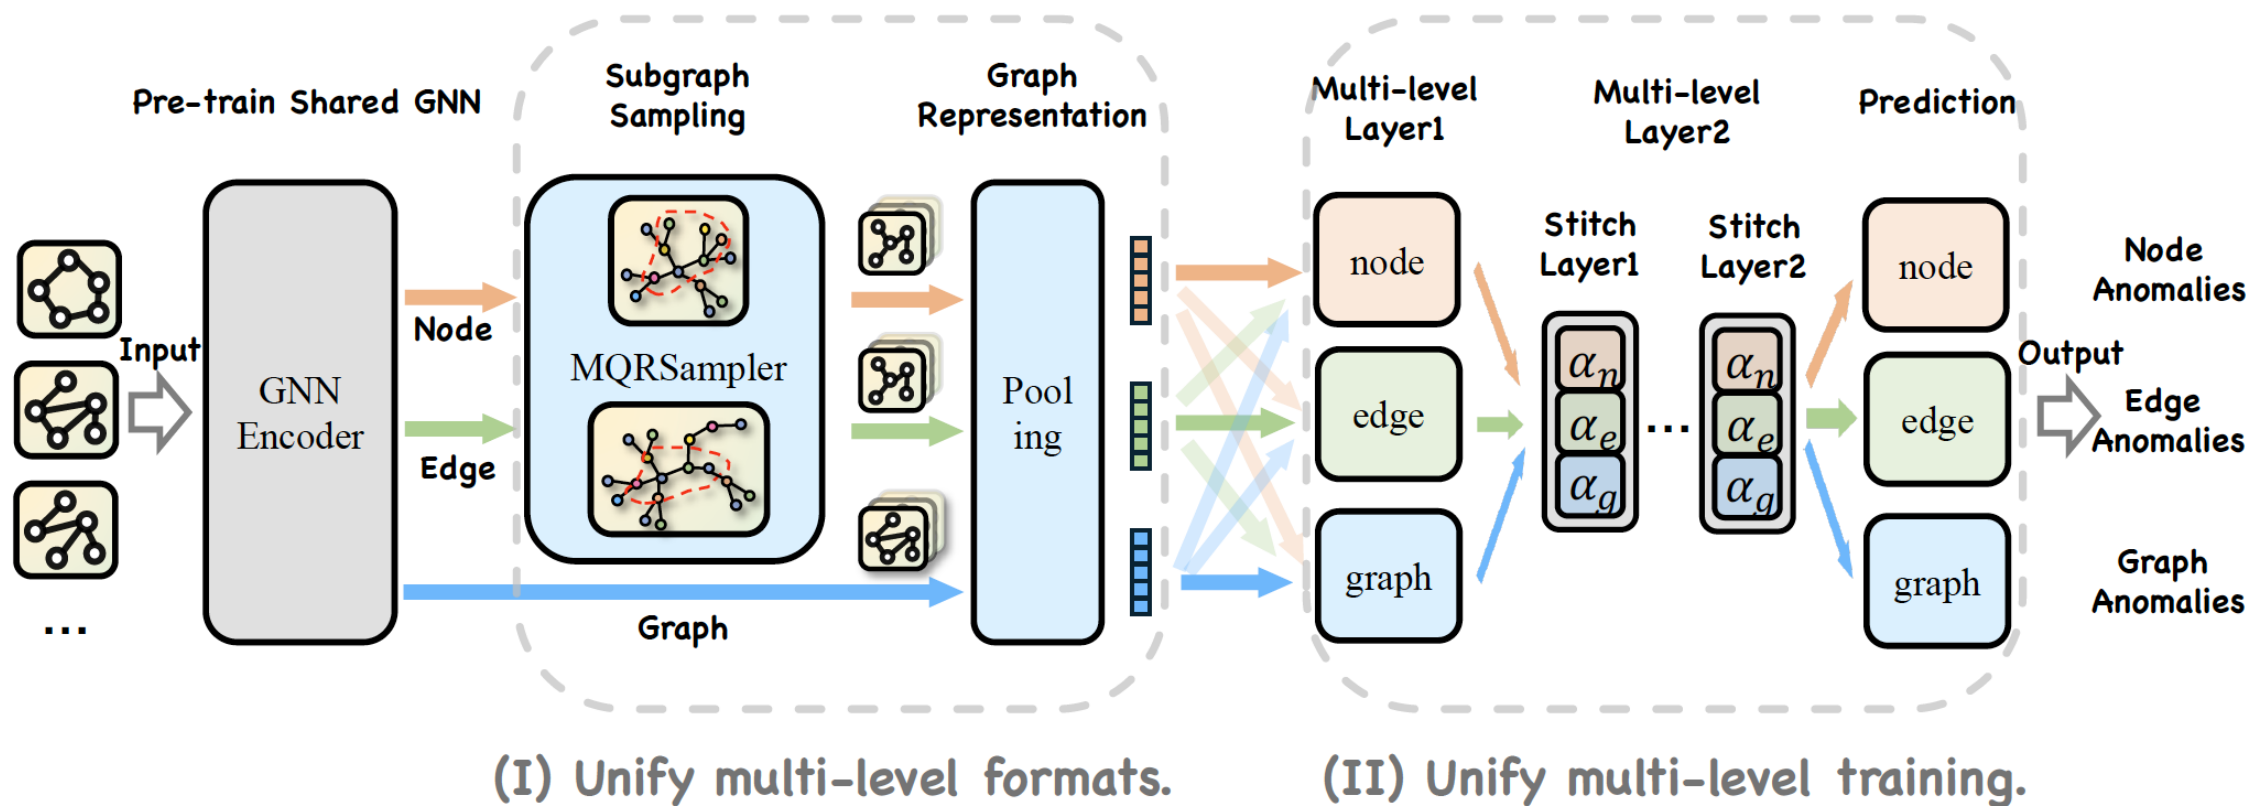 Pre-train Shared GNN
Subgraph
Sampling
Graph
Representation
Multi-level
Layer1
Multi-level
Layer2
Prediction
Input
GNN
Encoder
Node
Edge
Graph
MQRSampler
Pool
ing
node
edge
graph
Stitch
Layer1
Stitch
Layer2
αn
αe
αg
...
αn
αe
αg
node
edge
graph
Output
Node
Anomalies
Edge
Anomalies
Graph
Anomalies
...
(I) Unify multi-level formats.
(II) Unify multi-level training.